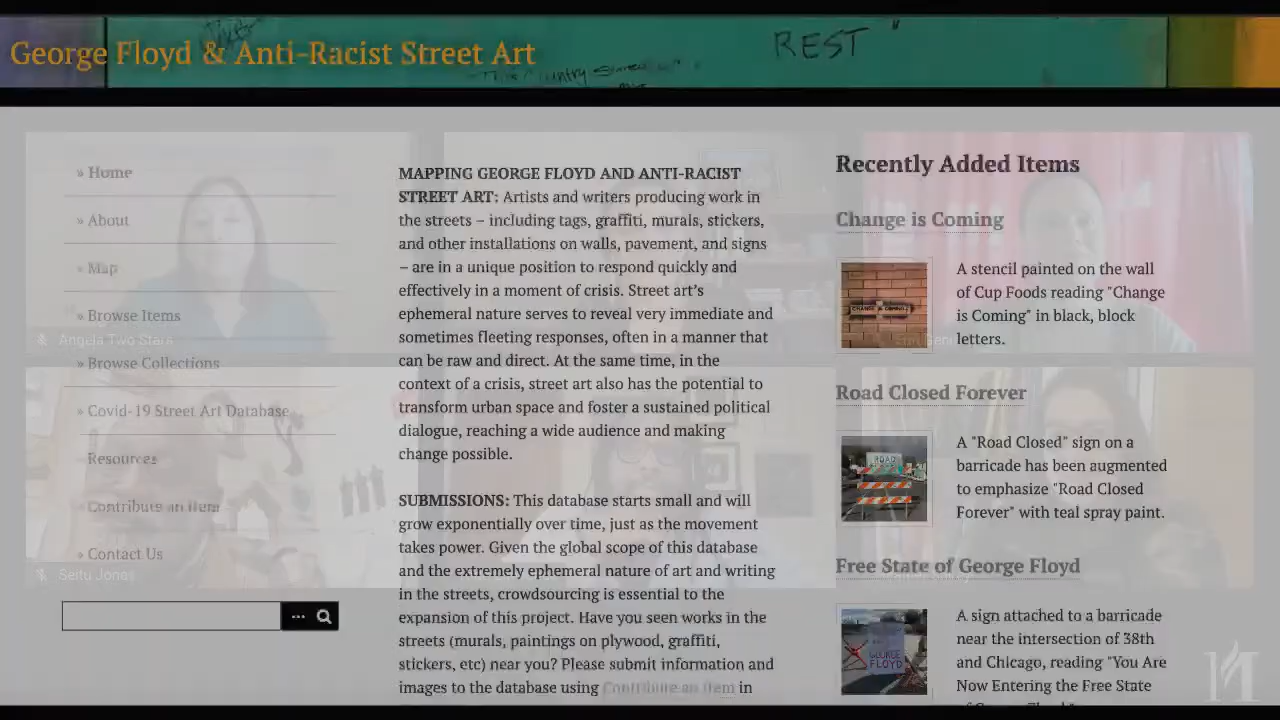 George Floyd & Anti-Racist Street Art
REST "
» Home
» About
» Map
» Browse Items
» Browse Collections
» Covid-19 Street Art Database
» Resources
» Contribute an Item
» Contact Us
...
MAPPING GEORGE FLOYD AND ANTI-RACIST
STREET ART: Artists and writers producing work in
the streets – including tags, graffiti, murals, stickers,
and other installations on walls, pavement, and signs
– are in a unique position to respond quickly and
effectively in a moment of crisis. Street art's
ephemeral nature serves to reveal very immediate and
sometimes fleeting responses, often in a manner that
can be raw and direct. At the same time, in the
context of a crisis, street art also has the potential to
transform urban space and foster a sustained political
dialogue, reaching a wide audience and making
change possible.
SUBMISSIONS: This database starts small and will
grow exponentially over time, just as the movement
takes power. Given the global scope of this database
and the extremely ephemeral nature of art and writing
in the streets, crowdsourcing is essential to the
expansion of this project. Have you seen works in the
streets (murals, paintings on plywood, graffiti,
stickers, etc) near you? Please submit information and
images to the database using Contribute an Item in
Recently Added Items
Change is Coming
A stencil painted on the wall
of Cup Foods reading "Change
is Coming" in black, block
letters.
Road Closed Forever
ROAD
A "Road Closed" sign on a
barricade has been augmented
to emphasize "Road Closed
Forever" with teal spray paint.
Free State of George Floyd
GEORGE
FLOYD
A sign attached to a barricade
near the intersection of 38th
and Chicago, reading "You Are
Now Entering the Free State
Angela Two Stars
Seitu Jones
M